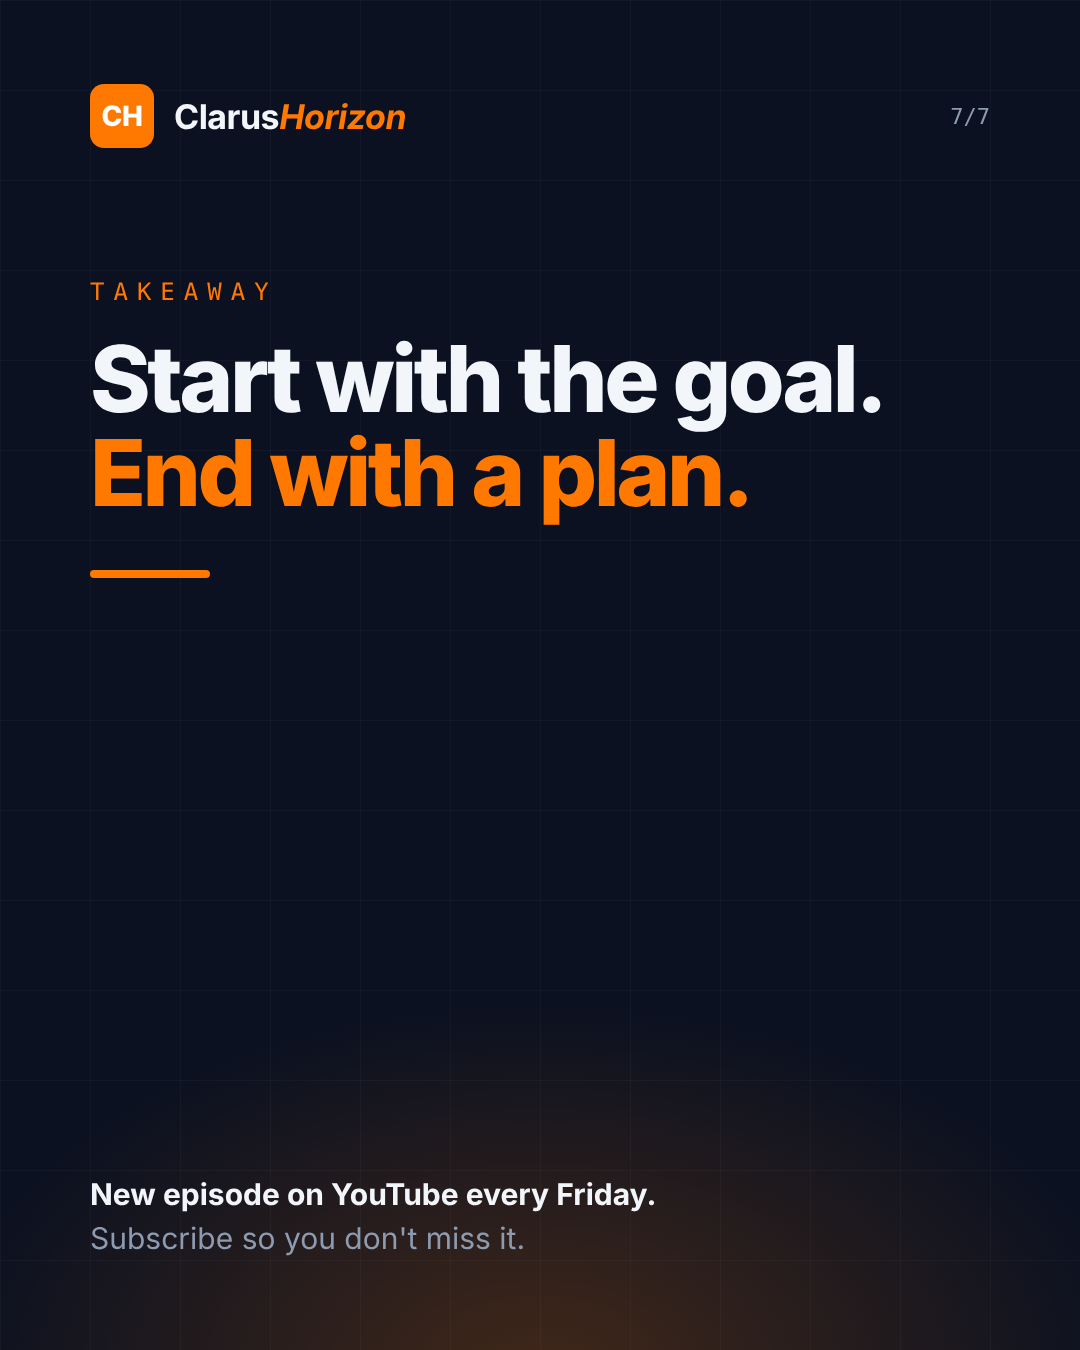 CH ClarusHorizon 7/7
TAKEAWAY
Start with the goal.
End with a plan.
New episode on YouTube every Friday.
Subscribe so you don't miss it.